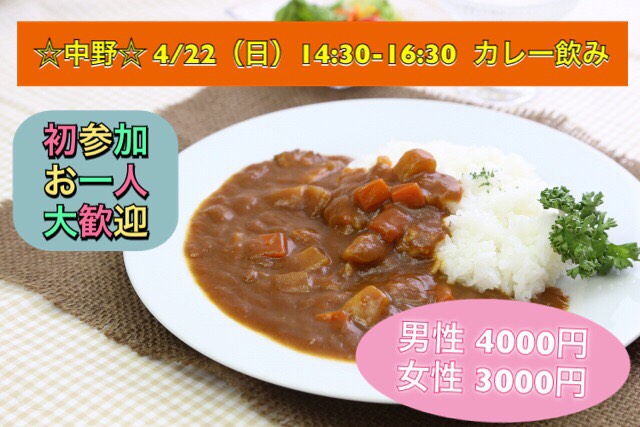 ☆中野☆ 4/22（日）14:30-16:30 カレー飲み
初参加
お一人
大歓迎
男性 4000円
女性 3000円